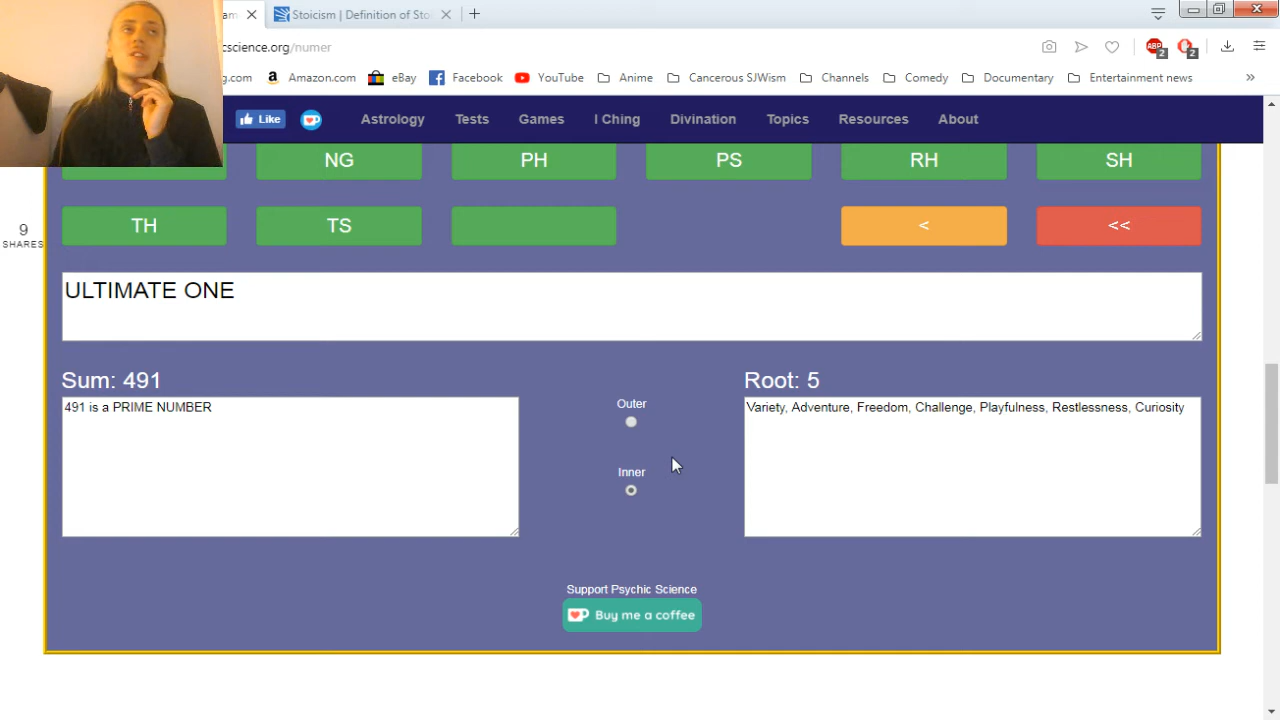 am
Stoicism | Definition of Sto
cscience.org/numer
2
2
g.com
Amazon.com
eBay
Facebook
YouTube
Anime
Cancerous SJWism
Channels
Comedy
Documentary
Entertainment news
Like
Astrology
Tests
Games
I Ching
Divination
Topics
Resources
About
NG
PH
PS
RH
SH
9
SHARES
TH
TS
<
<<
ULTIMATE ONE
Sum: 491
Root: 5
491 is a PRIME NUMBER
Outer
Variety, Adventure, Freedom, Challenge, Playfulness, Restlessness, Curiosity
Inner
Support Psychic Science
Buy me a coffee